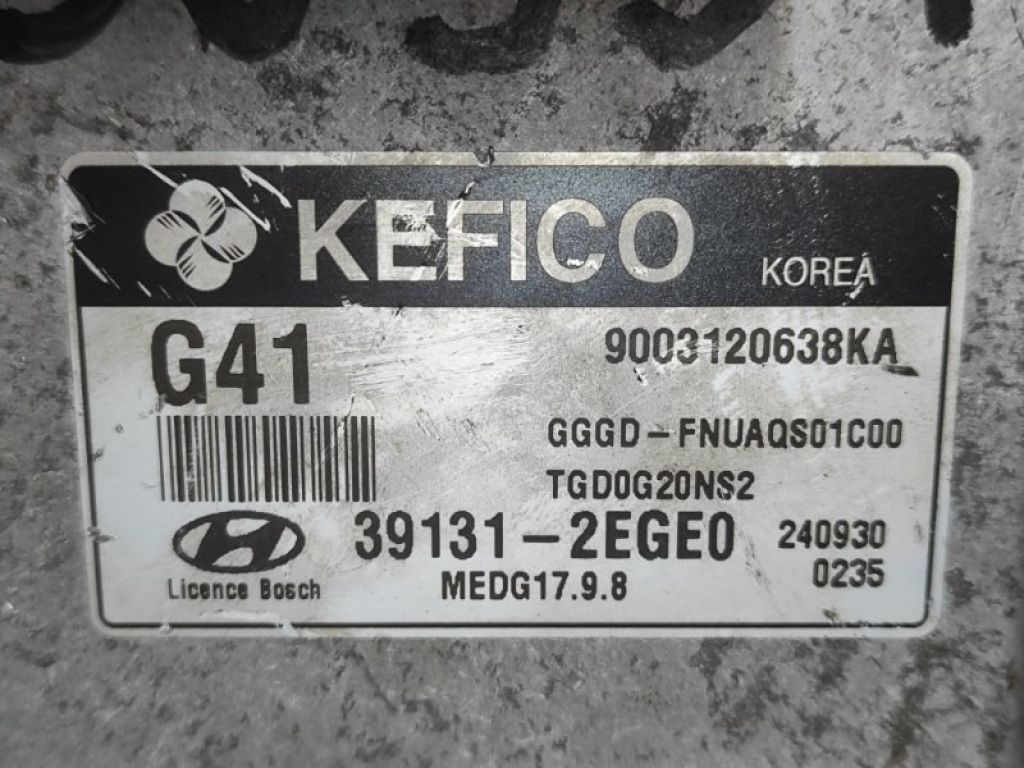 KEFICO
KOREA
G41
9003120638KA
GGGD-FNUAQS01C00
TGD0G20NS2
39131-2EGE0
240930
0235
Licence Bosch
MEDG17.9.8